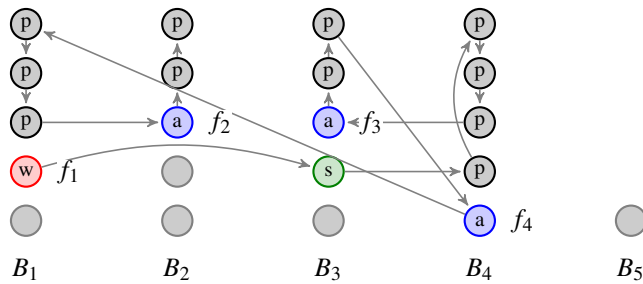 p p p p
p p p p
p a f₂ a f₃ p
w f₁ s p
a f₄
B₁ B₂ B₃ B₄ B₅